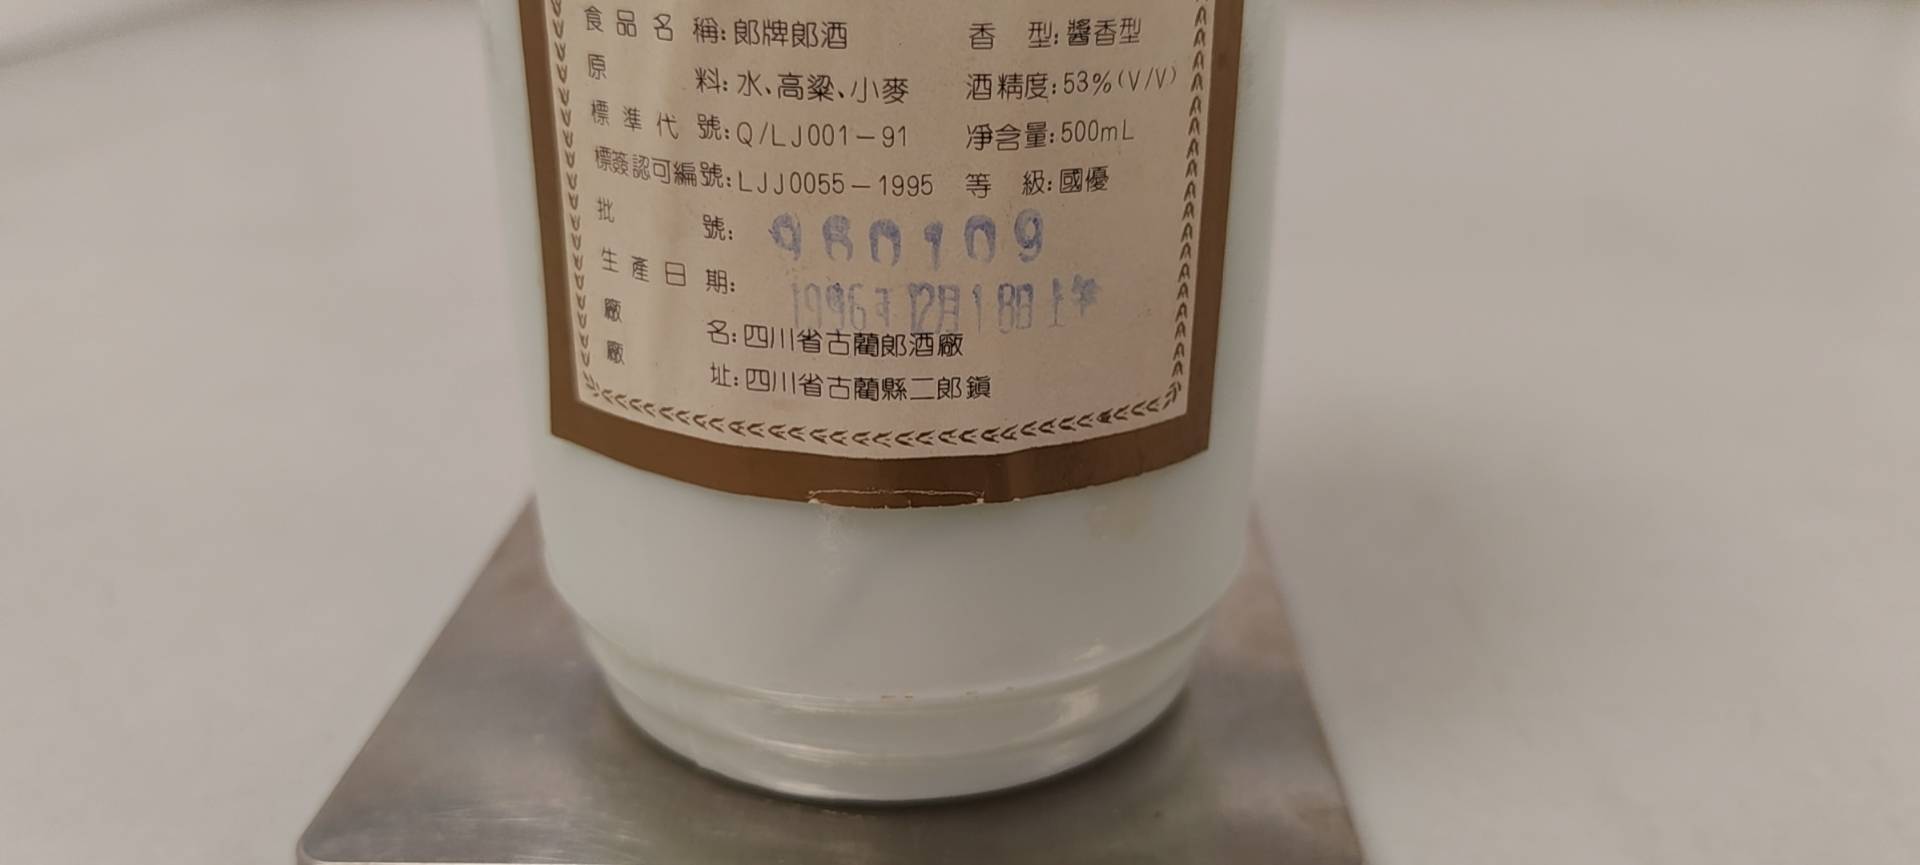 食品名稱:郎牌郎酒 香型:醬香型
原料:水、高粱、小麥 酒精度:53%(V/V)
標準代號:Q/LJ001-91 淨含量:500mL
標簽認可編號:LJJ0055-1995 等級:國優
批號: 960109
生產日期: 1996年12月18日上午
廠名:四川省古藺郎酒廠
廠址:四川省古藺縣二郎鎮